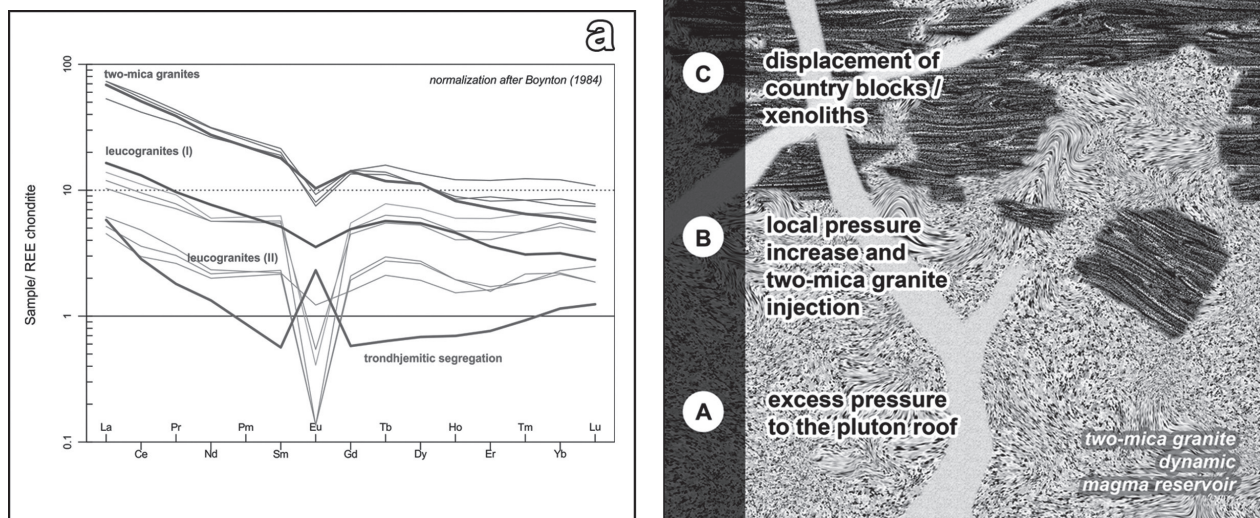 a
two-mica granites
normalization after Boynton (1984)
100
leucogranites (I)
10
leucogranites (II)
1
trondhjemitic segregation
0.1
Sample/ REE chondrite
La
Ce
Pr
Nd
Pm
Sm
Eu
Gd
Tb
Dy
Ho
Er
Tm
Yb
Lu
C
displacement of
country blocks /
xenoliths
B
local pressure
increase and
two-mica granite
injection
A
excess pressure
to the pluton roof
two-mica granite
dynamic
magma reservoir